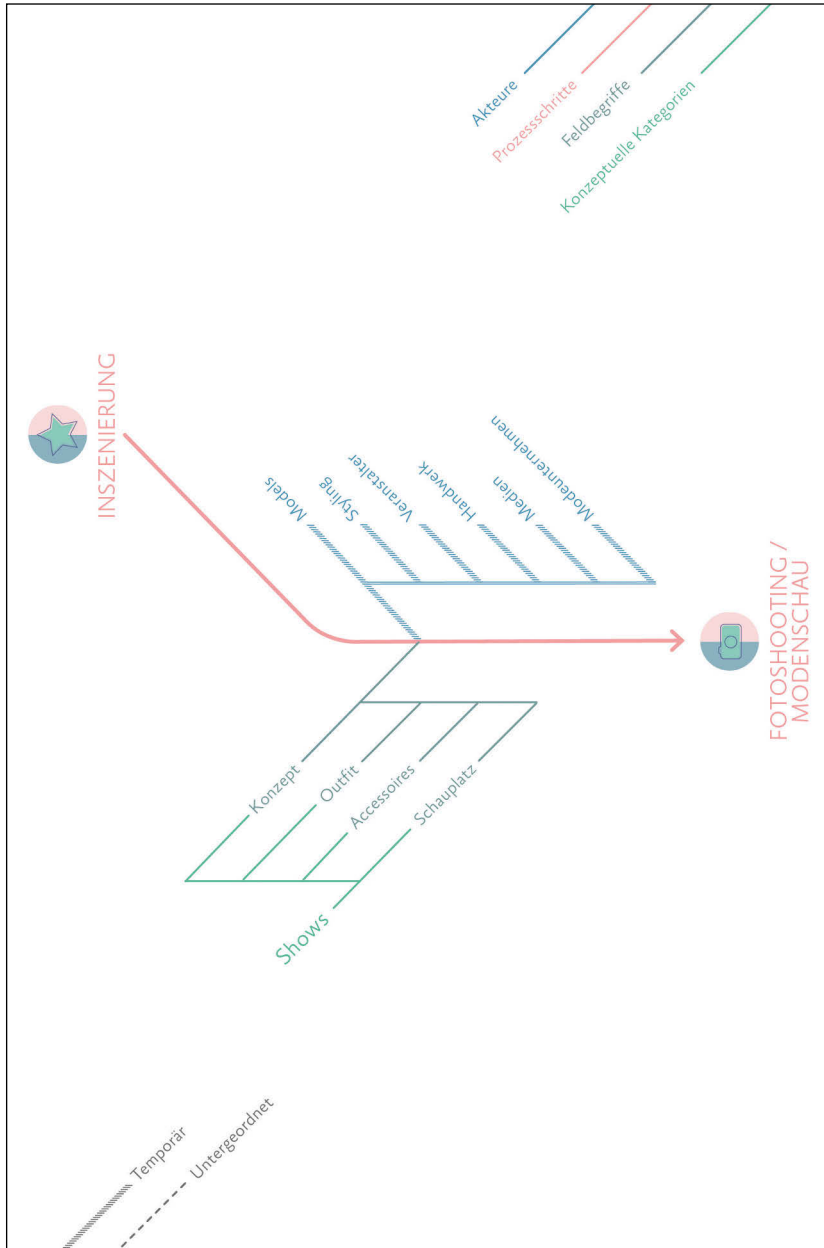 Akteure
Prozessschritte
Feldbegriffe
Konzeptuelle Kategorien
INSZENIERUNG
Models
Styling
Veranstalter
Handwerk
Medien
Modeunternehmen
FOTOSHOOTING /
MODENSCHAU
Konzept
Outfit
Accessoires
Schauplatz
Shows
Temporär
Untergeordnet